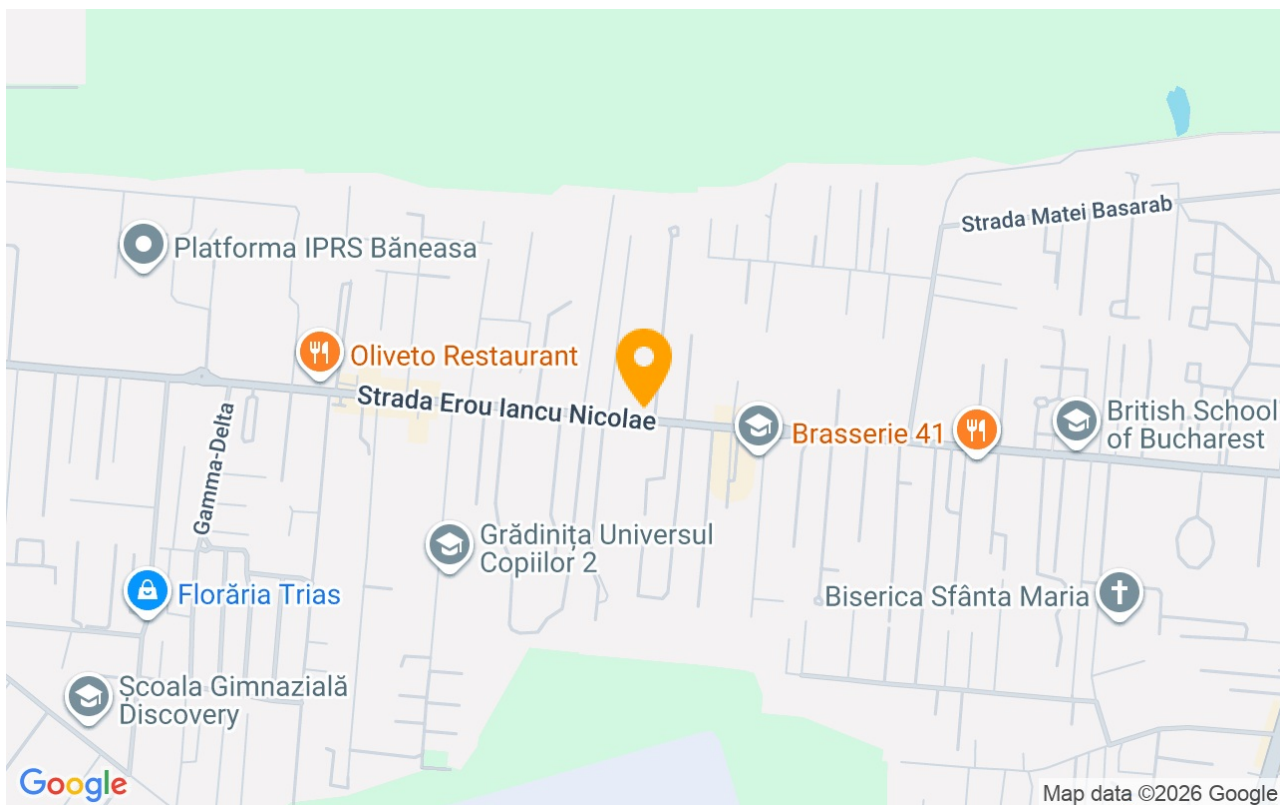 Strada Matei Basarab
Platforma IPRS Băneasa
Oliveto Restaurant
Strada Erou Iancu Nicolae
Brasserie 41
British School
of Bucharest
Gamma-Delta
Grădinița Universul
Copiilor 2
Florăria Trias
Biserica Sfânta Maria
Școala Gimnazială
Discovery
Google
Map data ©2026 Google